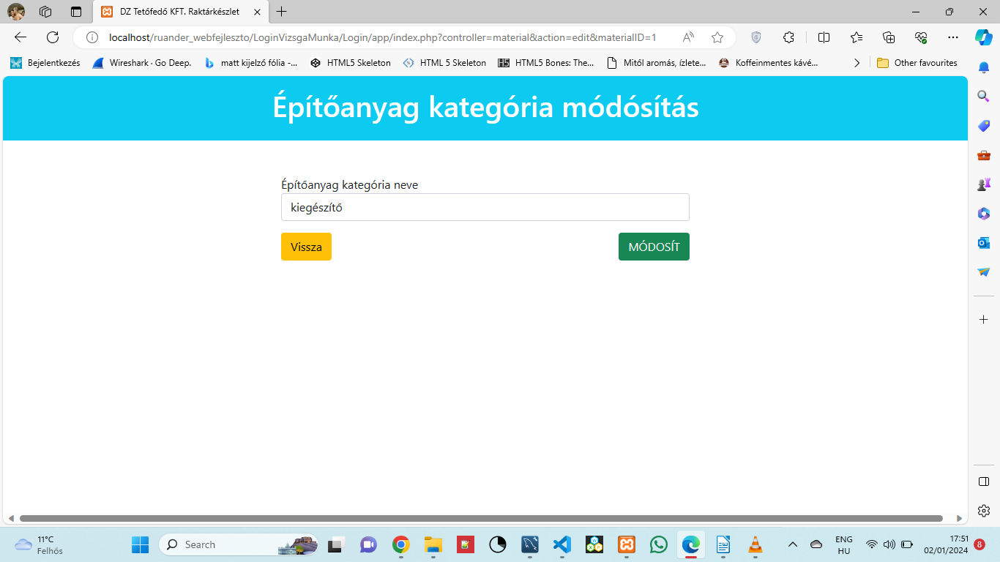 DZ Tetőfedő KFT. Raktárkészlet
localhost/ruander_webfejleszto/LoginVizsgaMunka/Login/app/index.php?controller=material&action=edit&materialID=1
Bejelentkezés
Wireshark · Go Deep.
matt kijelző fólia -...
HTML5 Skeleton
HTML 5 Skeleton
HTML5 Bones: The...
Mitől aromás, ízlete...
Koffeinmentes kávé...
Other favourites
Építőanyag kategória módósítás
Építőanyag kategória neve
kiegészítő
Vissza
MÓDOSÍT
11°C
Felhős
Search
ENG
HU
17:51
02/01/2024
8